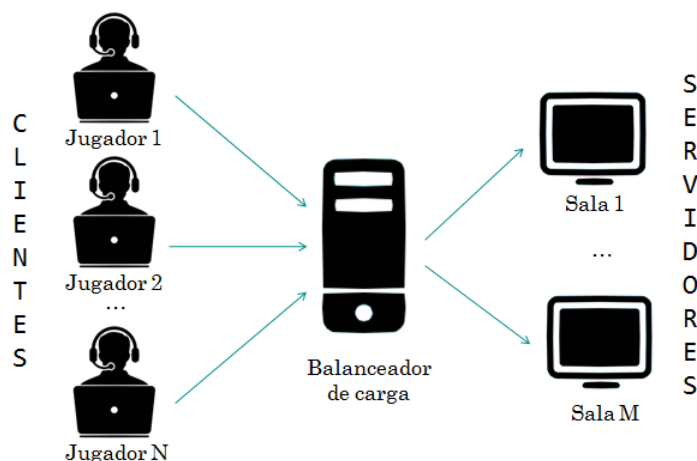 CLIENTES
Jugador 1
Jugador 2
...
Jugador N
Balanceador
de carga
Sala 1
...
Sala M
SERVIDORES